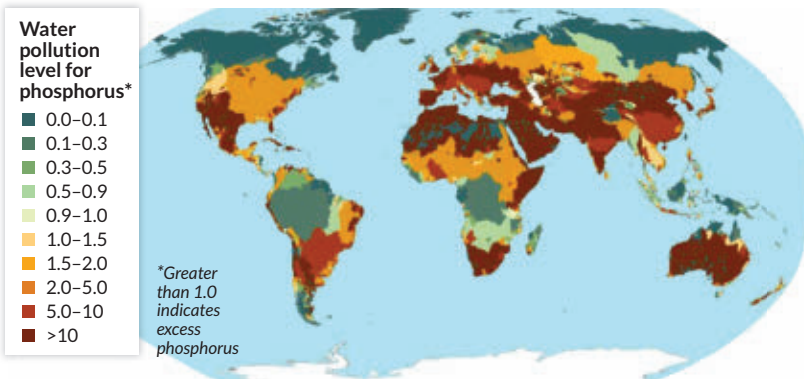 Water
pollution
level for
phosphorus*
0.0–0.1
0.1–0.3
0.3–0.5
0.5–0.9
0.9–1.0
1.0–1.5
1.5–2.0
2.0–5.0
5.0–10
>10
*Greater
than 1.0
indicates
excess
phosphorus